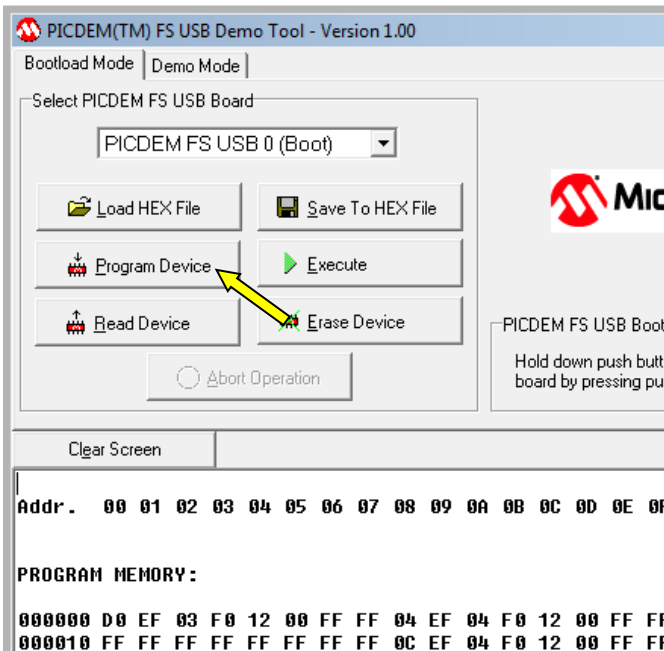 PICDEM(TM) FS USB Demo Tool - Version 1.00
Bootload Mode Demo Mode
Select PICDEM FS USB Board
PICDEM FS USB 0 (Boot)
Load HEX File Save To HEX File
Program Device Execute
Read Device Erase Device
Abort Operation
PICDEM FS USB Boot
Hold down push butt
board by pressing pu
Clear Screen
Addr. 00 01 02 03 04 05 06 07 08 09 0A 0B 0C 0D 0E 0F
PROGRAM MEMORY:
000000 D0 EF 03 F0 12 00 FF FF 04 EF 04 F0 12 00 FF FF
000010 FF FF FF FF FF FF FF FF 0C EF 04 F0 12 00 FF FF